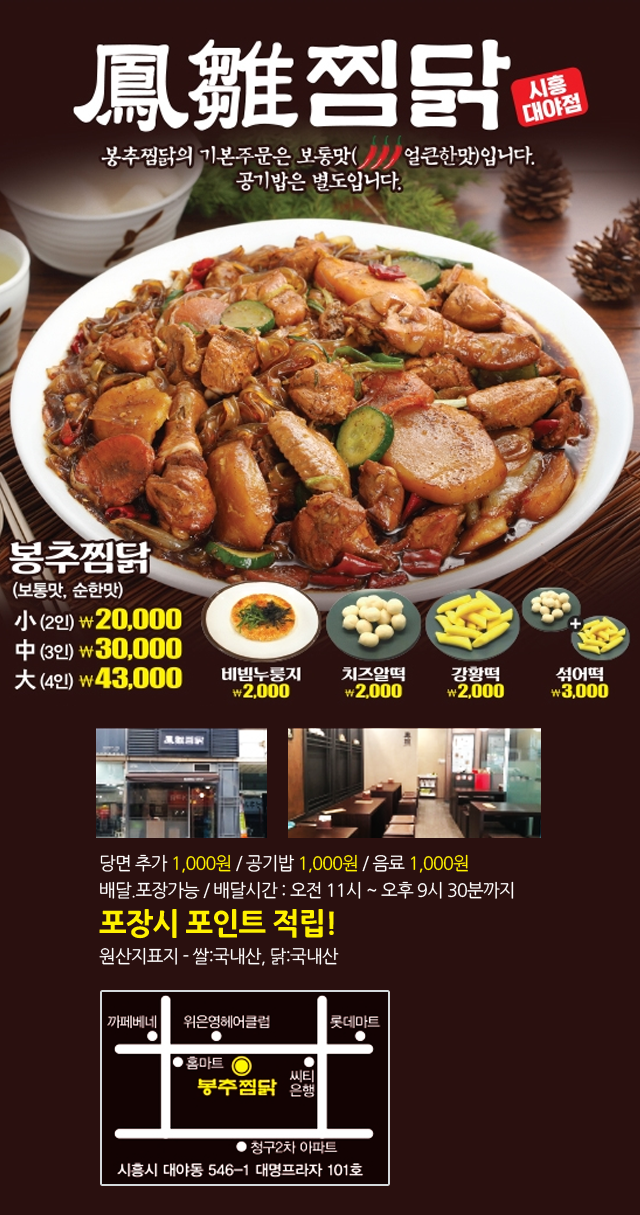 鳳雛찜닭
시흥
대야점
봉추찜닭의 기본주문은 보통맛( 얼큰한맛)입니다.
공기밥은 별도입니다.
봉추찜닭
(보통맛, 순한맛)
小 (2인) ₩20,000
中 (3인) ₩30,000
大 (4인) ₩43,000
비빔누룽지
₩2,000
치즈알떡
₩2,000
강황떡
₩2,000
+
섞어떡
₩3,000
鳳雛찜닭
당면 추가 1,000원 / 공기밥 1,000원 / 음료 1,000원
배달.포장가능 / 배달시간 : 오전 11시 ~ 오후 9시 30분까지
포장시 포인트 적립!
원산지표지 - 쌀:국내산, 닭:국내산
까페베네
위은영헤어클럽
롯데마트
홈마트
봉추찜닭
씨티
은행
청구2차 아파트
시흥시 대야동 546-1 대명프라자 101호